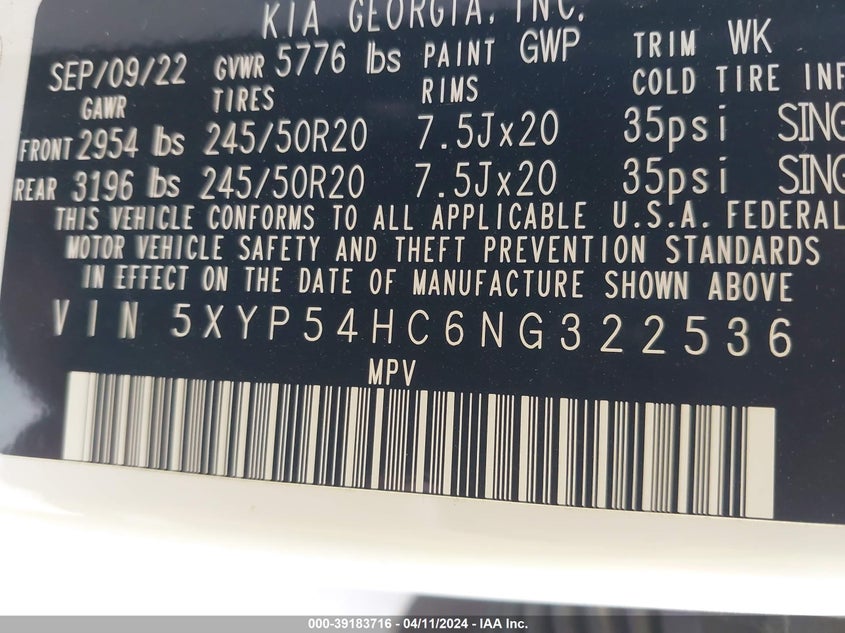 KIA GEORGIA, INC.
SEP/09/22 GVWR 5776 lbs PAINT GWP TRIM WK
GAWR TIRES RIMS COLD TIRE INF
FRONT 2954 lbs 245/50R20 7.5Jx20 35psi SING
REAR 3196 lbs 245/50R20 7.5Jx20 35psi SING
THIS VEHICLE CONFORMS TO ALL APPLICABLE U.S.A. FEDERAL
MOTOR VEHICLE SAFETY AND THEFT PREVENTION STANDARDS
IN EFFECT ON THE DATE OF MANUFACTURE SHOWN ABOVE
VIN 5XYP54HC6NG322536
MPV
000-39183716 - 04/11/2024 - IAA Inc.